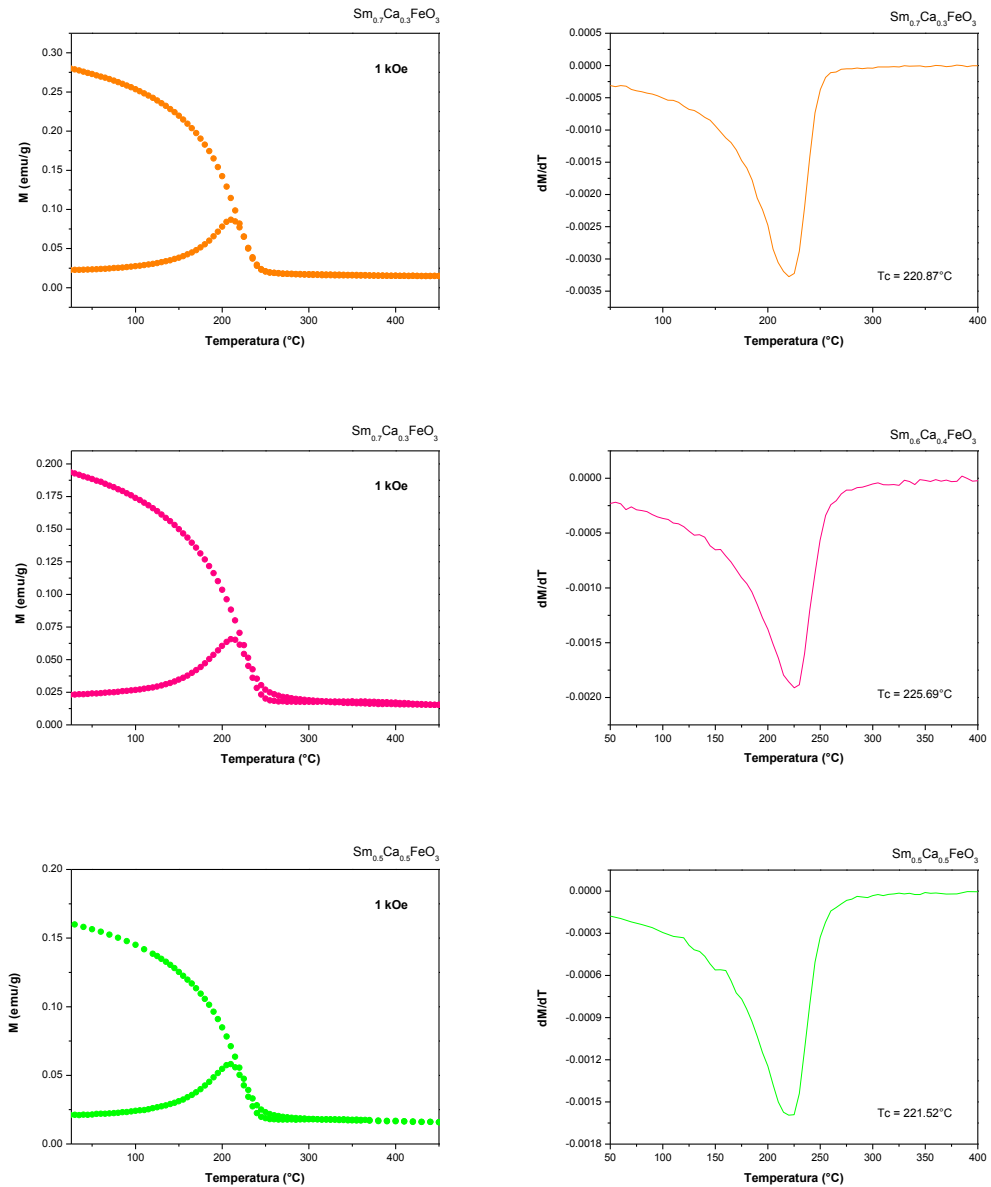 Sm0.7Ca0.3FeO3
1 kOe
M (emu/g)
0.30
0.25
0.20
0.15
0.10
0.05
0.00
100 200 300 400
Temperatura (°C)
Sm0.7Ca0.3FeO3
dM/dT
0.0005
0.0000
-0.0005
-0.0010
-0.0015
-0.0020
-0.0025
-0.0030
-0.0035
Tc = 220.87°C
100 200 300 400
Temperatura (°C)
Sm0.7Ca0.3FeO3
1 kOe
M (emu/g)
0.200
0.175
0.150
0.125
0.100
0.075
0.050
0.025
0.000
100 200 300 400
Temperatura (°C)
Sm0.6Ca0.4FeO3
dM/dT
0.0000
-0.0005
-0.0010
-0.0015
-0.0020
Tc = 225.69°C
50 100 150 200 250 300 350 400
Temperatura (°C)
Sm0.5Ca0.5FeO3
1 kOe
M (emu/g)
0.20
0.15
0.10
0.05
0.00
100 200 300 400
Temperatura (°C)
Sm0.5Ca0.5FeO3
dM/dT
0.0000
-0.0003
-0.0006
-0.0009
-0.0012
-0.0015
-0.0018
Tc = 221.52°C
50 100 150 200 250 300 350 400
Temperatura (°C)